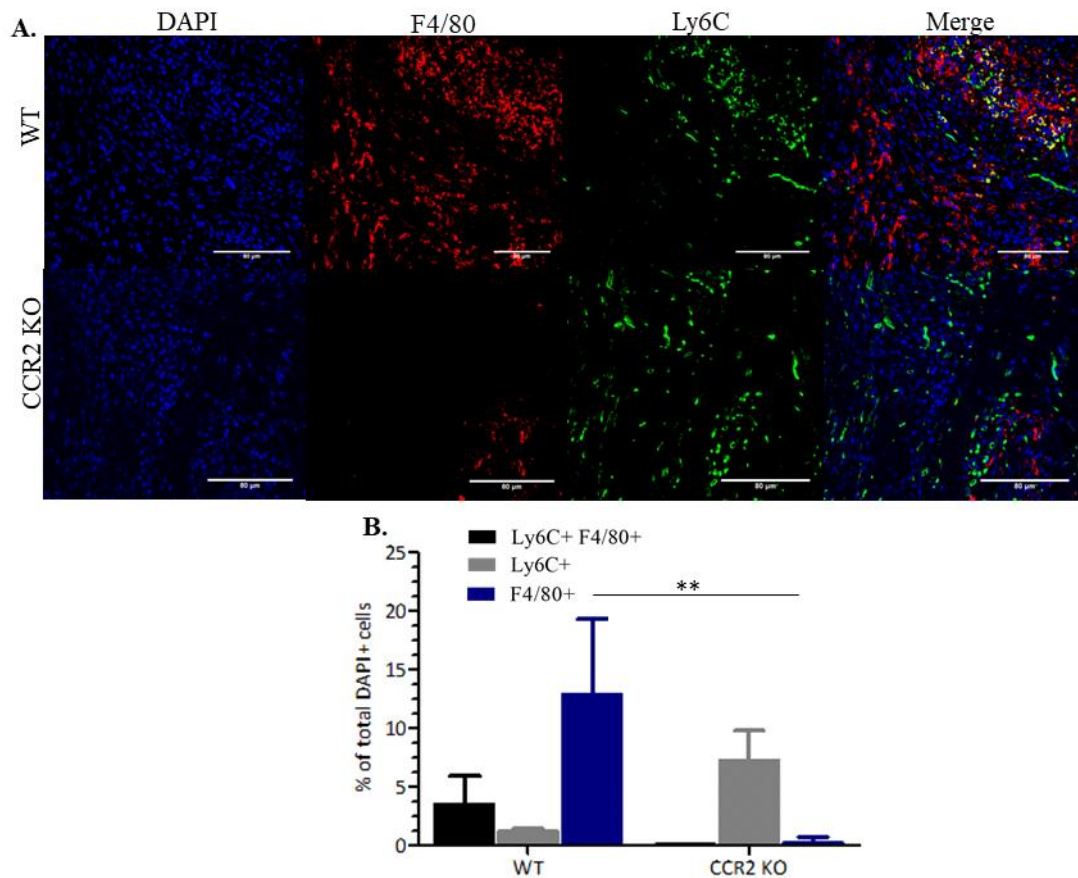 A.
DAPI F4/80 Ly6C Merge
WT
80 µm 80 µm 80 µm 80 µm
CCR2 KO
80 µm 80 µm 80 µm 80 µm
B.
Ly6C+ F4/80+
Ly6C+
F4/80+
**
% of total DAPI+ cells
25
20
15
10
5
0
WT CCR2 KO